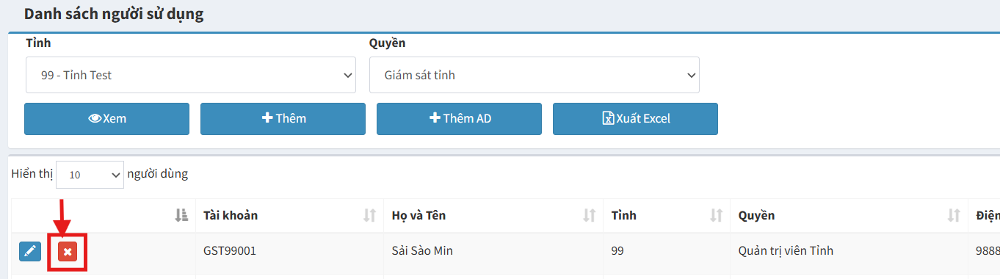 Danh sách người sử dụng
Tỉnh
Quyền
99 - Tỉnh Test
Giám sát tỉnh
Xem
Thêm
Thêm AD
Xuất Excel
Hiển thị 10 người dùng
Tài khoản Họ và Tên Tỉnh Quyền Điện
GST99001 Sải Sào Min 99 Quản trị viên Tỉnh 9888